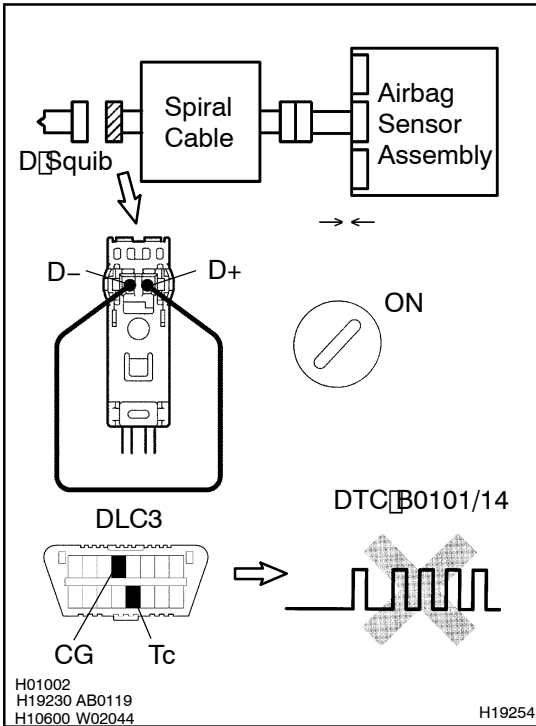 Spiral
Cable
Airbag
Sensor
Assembly
D▯Squib
D−
D+
ON
DLC3
DTC▯B0101/14
CG
Tc
H01002
H19230 AB0119
H10600 W02044
H19254